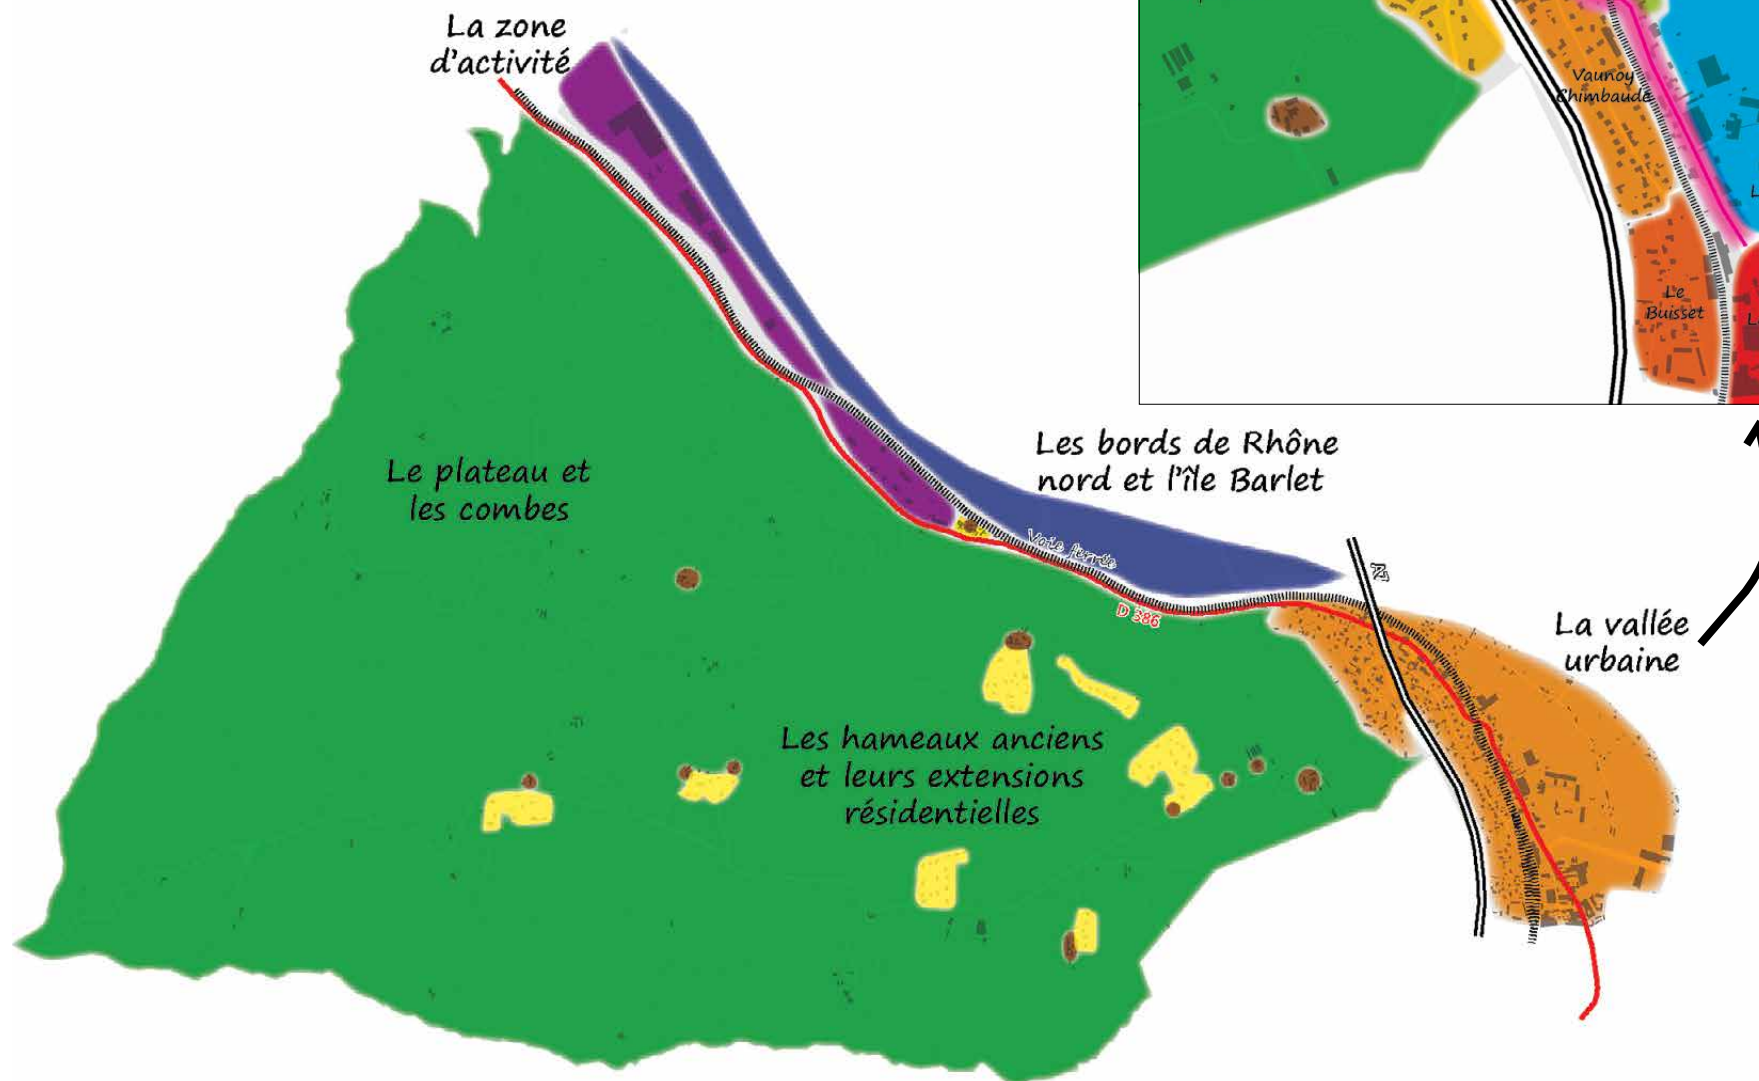 La zone
d'activité
Vaunoy
Chimbaude
L
Le
Buisset
L
Les bords de Rhône
nord et l'île Barlet
Le plateau et
les combes
Voie ferrée
A7
D 386
La vallée
urbaine
Les hameaux anciens
et leurs extensions
résidentielles